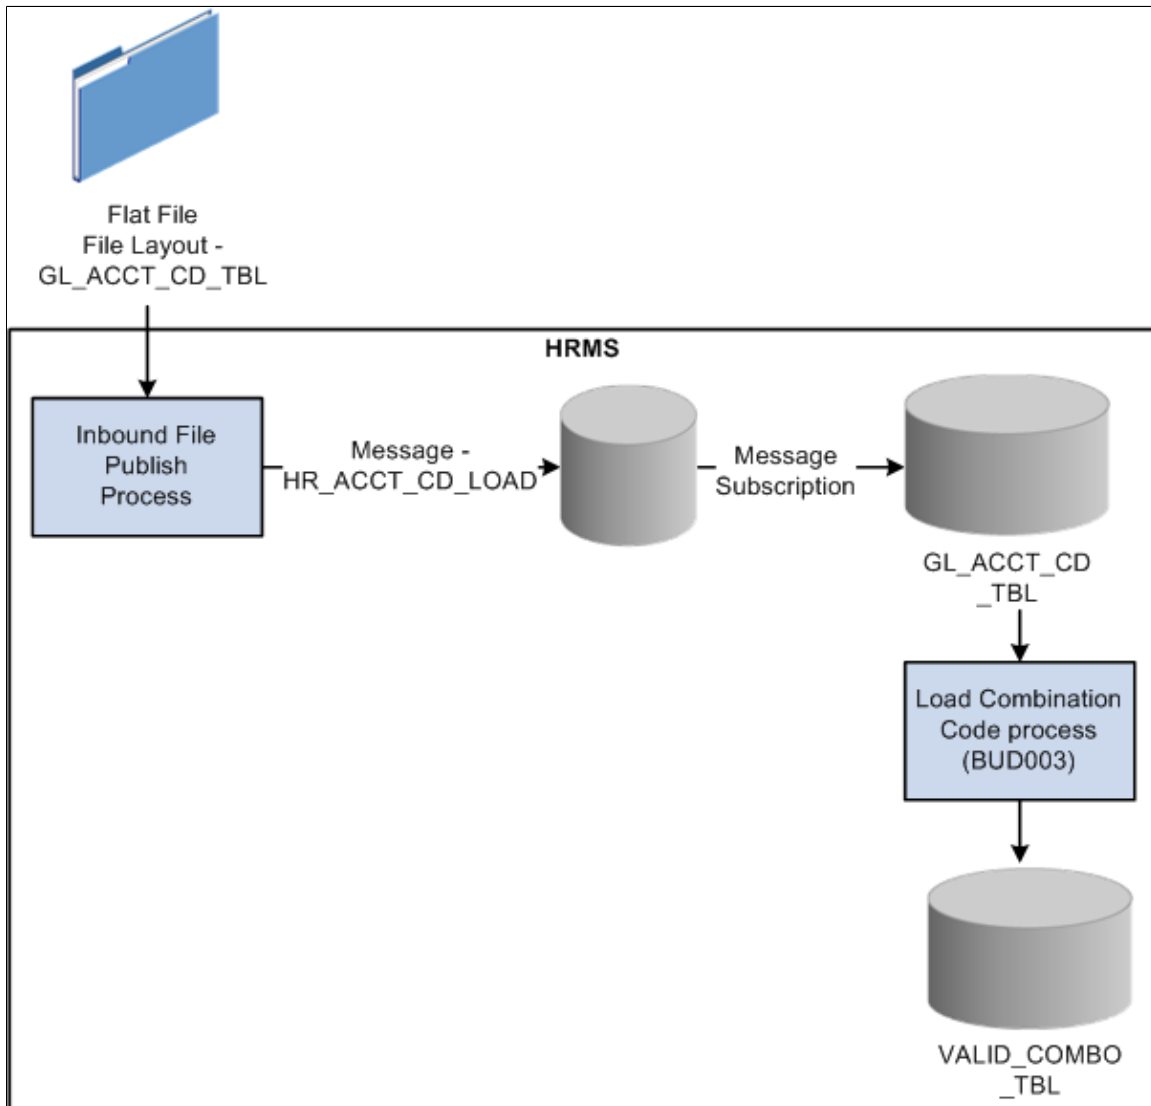 Flat File
File Layout -
GL_ACCT_CD_TBL
HRMS
Inbound File
Publish
Process
Message -
HR_ACCT_CD_LOAD
Message
Subscription
GL_ACCT_CD
_TBL
Load Combination
Code process
(BUD003)
VALID_COMBO
_TBL